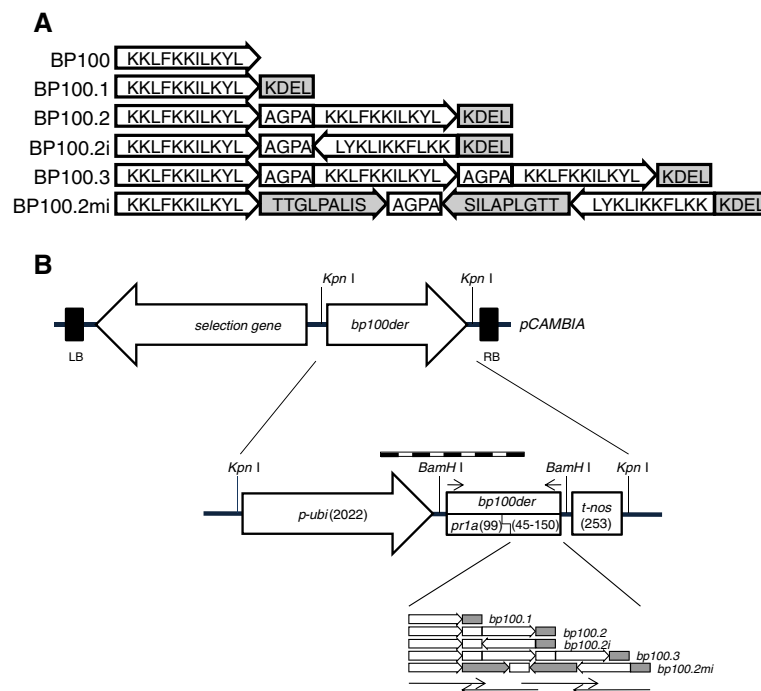 A
BP100 KKLFKKILKYL
BP100.1 KKLFKKILKYL KDEL
BP100.2 KKLFKKILKYL AGPA KKLFKKILKYL KDEL
BP100.2i KKLFKKILKYL AGPA LYKLIKKFLKK KDEL
BP100.3 KKLFKKILKYL AGPA KKLFKKILKYL AGPA KKLFKKILKYL KDEL
BP100.2mi KKLFKKILKYL TTGLPALIS AGPA SILAPLGTT LYKLIKKFLKK KDEL
B
Kpn I Kpn I
selection gene bp100der pCAMBIA
LB RB
Kpn I BamH I BamH I Kpn I
p-ubi (2022) bp100der t-nos
pr1a(99) (45-150) (253)
bp100.1
bp100.2
bp100.2i
bp100.3
bp100.2mi